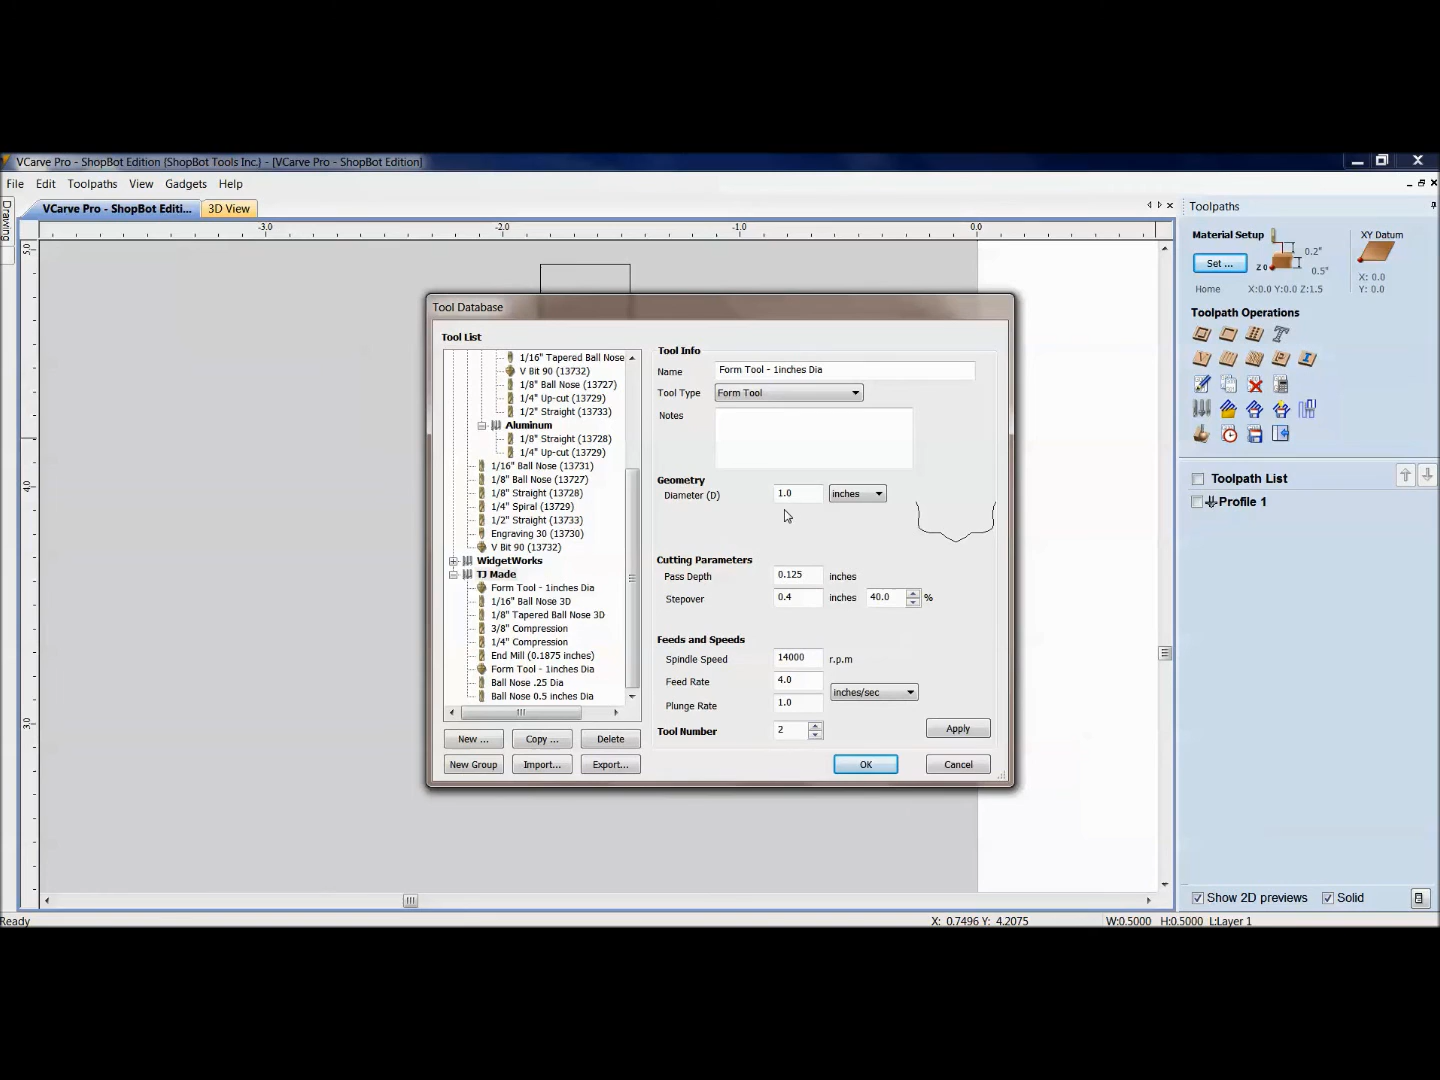 VCarve Pro - ShopBot Edition {ShopBot Tools Inc.} - [VCarve Pro - ShopBot Edition]
File Edit Toolpaths View Gadgets Help
VCarve Pro - ShopBot Editi... 3D View
Drawing
-3.0 -2.0 -1.0 0.0
5.0
4.0
3.0
Tool Database
Tool List
1/16" Tapered Ball Nose
V Bit 90 (13732)
1/8" Ball Nose (13727)
1/4" Up-cut (13729)
1/2" Straight (13733)
Aluminum
1/8" Straight (13728)
1/4" Up-cut (13729)
1/16" Ball Nose (13731)
1/8" Ball Nose (13727)
1/8" Straight (13728)
1/4" Spiral (13729)
1/2" Straight (13733)
Engraving 30 (13730)
V Bit 90 (13732)
WidgetWorks
TJ Made
Form Tool - 1inches Dia
1/16" Ball Nose 3D
1/8" Tapered Ball Nose 3D
3/8" Compression
1/4" Compression
End Mill (0.1875 inches)
Form Tool - 1inches Dia
Ball Nose .25 Dia
Ball Nose 0.5 inches Dia
New ... Copy ... Delete
New Group Import... Export...
Tool Info
Name Form Tool - 1inches Dia
Tool Type Form Tool
Notes
Geometry
Diameter (D) 1.0 inches
Cutting Parameters
Pass Depth 0.125 inches
Stepover 0.4 inches 40.0 %
Feeds and Speeds
Spindle Speed 14000 r.p.m
Feed Rate 4.0
inches/sec
Plunge Rate 1.0
Tool Number 2
Apply
OK Cancel
Toolpaths
Material Setup
Set ...
Z 0
0.2"
0.5"
XY Datum
X: 0.0
Y: 0.0
Home X:0.0 Y:0.0 Z:1.5
Toolpath Operations
Toolpath List
Profile 1
Show 2D previews Solid
Ready
X: 0.7496 Y: 4.2075
W:0.5000 H:0.5000 L:Layer 1